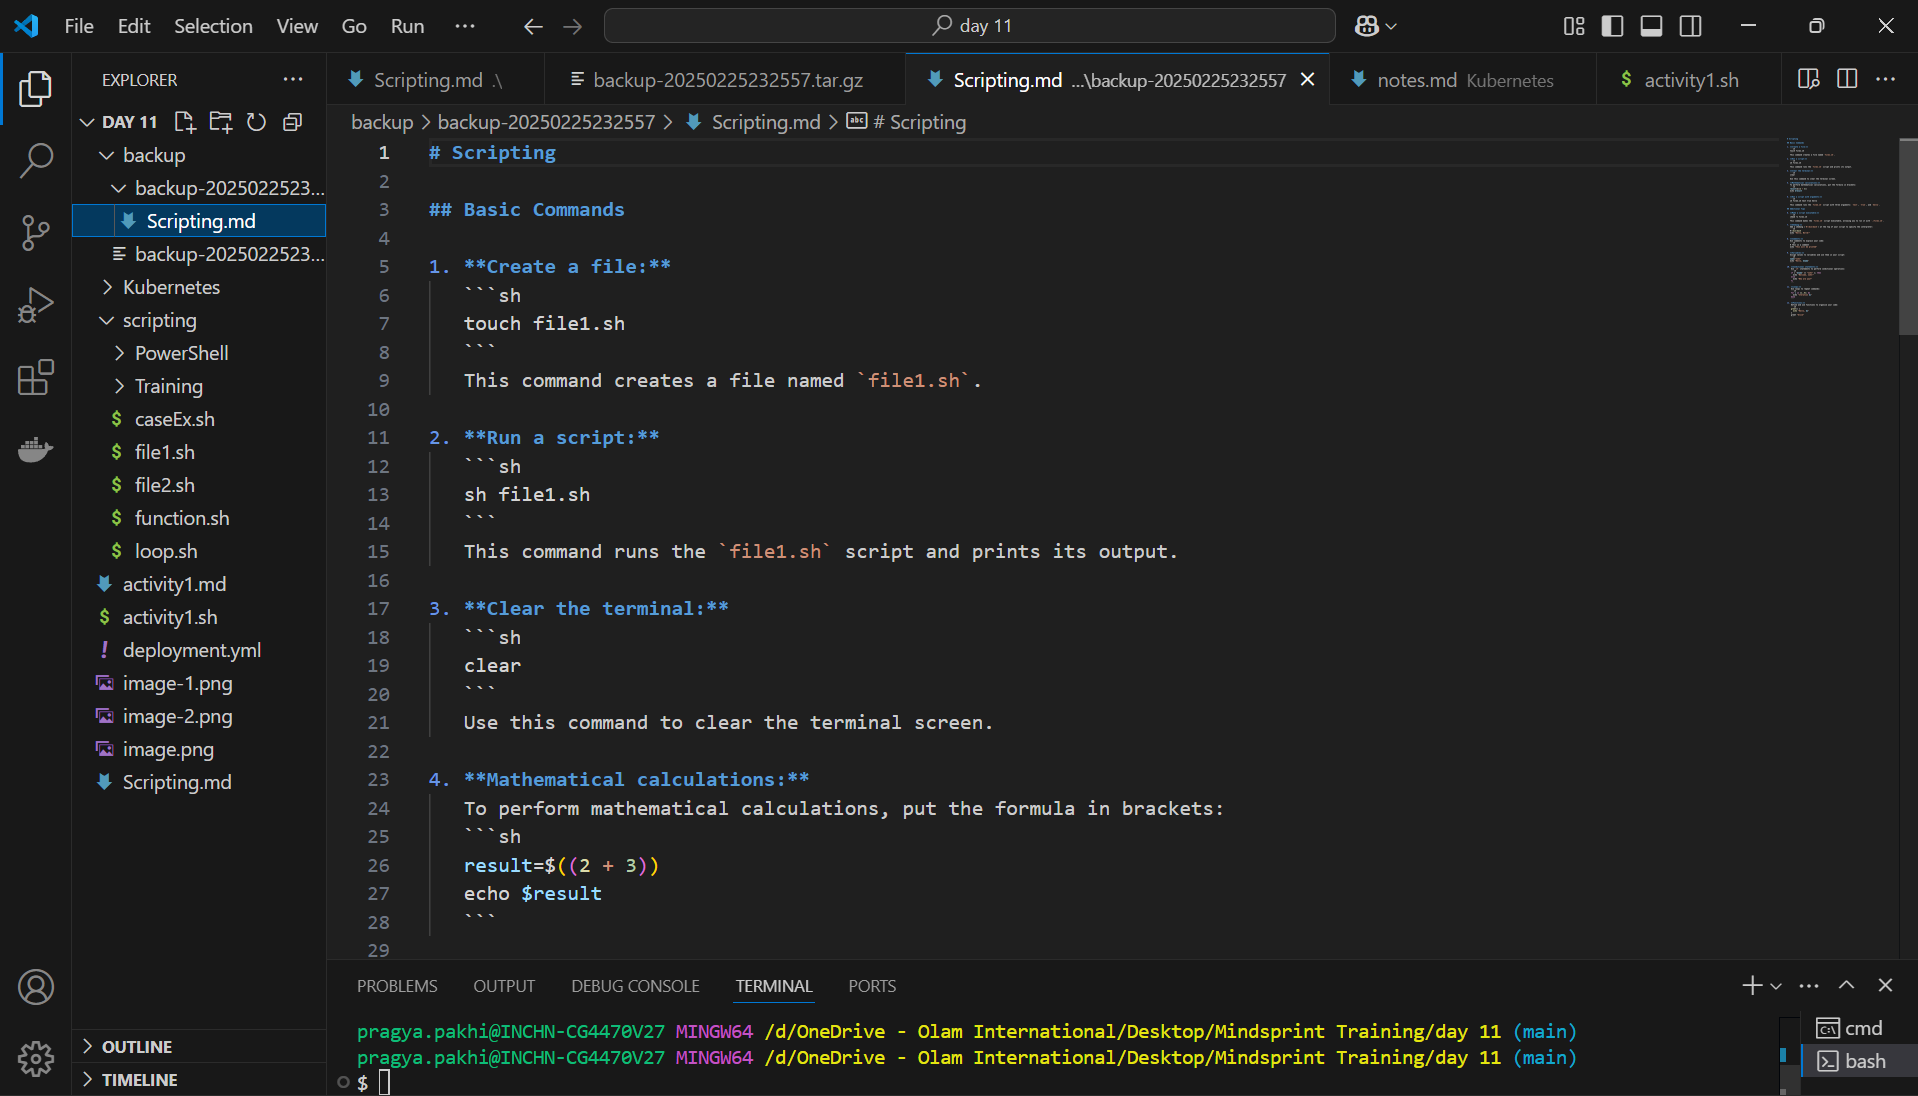 File Edit Selection View Go Run ···
day 11
EXPLORER
DAY 11
backup
backup-2025022523...
Scripting.md
backup-2025022523...
Kubernetes
scripting
PowerShell
Training
$ caseEx.sh
$ file1.sh
$ file2.sh
$ function.sh
$ loop.sh
activity1.md
$ activity1.sh
! deployment.yml
image-1.png
image-2.png
image.png
Scripting.md
OUTLINE
TIMELINE
Scripting.md .\
backup-20250225232557.tar.gz
Scripting.md ...\backup-20250225232557
notes.md Kubernetes
$ activity1.sh
backup > backup-20250225232557 > Scripting.md > abc # Scripting
1 # Scripting
2
3 ## Basic Commands
4
5 1. **Create a file:**
6 ```sh
7 touch file1.sh
8 ```
9 This command creates a file named `file1.sh`.
10
11 2. **Run a script:**
12 ```sh
13 sh file1.sh
14 ```
15 This command runs the `file1.sh` script and prints its output.
16
17 3. **Clear the terminal:**
18 ```sh
19 clear
20 ```
21 Use this command to clear the terminal screen.
22
23 4. **Mathematical calculations:**
24 To perform mathematical calculations, put the formula in brackets:
25 ```sh
26 result=$((2 + 3))
27 echo $result
28 ```
29
PROBLEMS OUTPUT DEBUG CONSOLE TERMINAL PORTS
pragya.pakhi@INCHN-CG4470V27 MINGW64 /d/OneDrive - Olam International/Desktop/Mindsprint Training/day 11 (main)
pragya.pakhi@INCHN-CG4470V27 MINGW64 /d/OneDrive - Olam International/Desktop/Mindsprint Training/day 11 (main)
$
cmd
bash